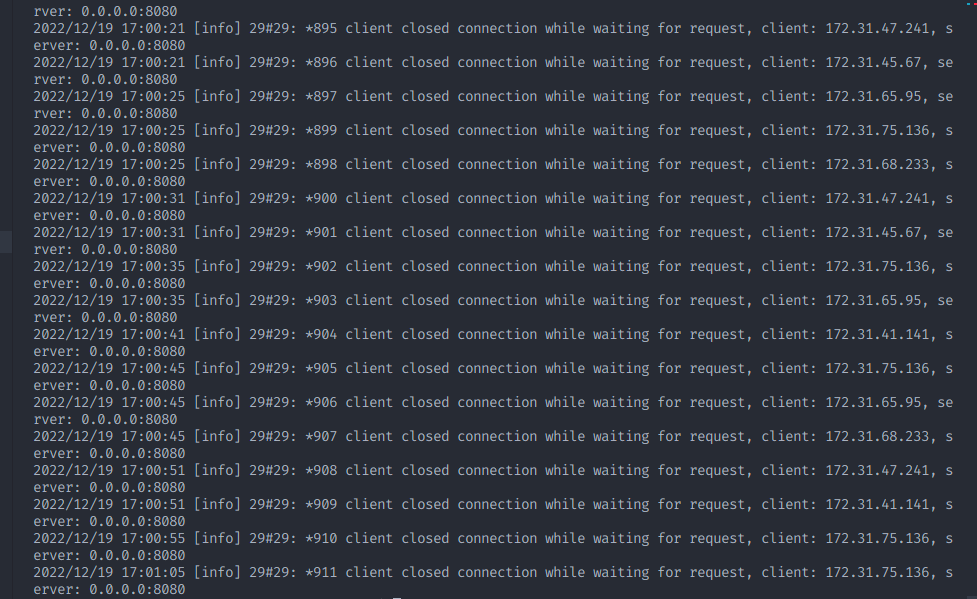 rver: 0.0.0.0:8080
2022/12/19 17:00:21 [info] 29#29: *895 client closed connection while waiting for request, client: 172.31.47.241, s
erver: 0.0.0.0:8080
2022/12/19 17:00:21 [info] 29#29: *896 client closed connection while waiting for request, client: 172.31.45.67, se
rver: 0.0.0.0:8080
2022/12/19 17:00:25 [info] 29#29: *897 client closed connection while waiting for request, client: 172.31.65.95, se
rver: 0.0.0.0:8080
2022/12/19 17:00:25 [info] 29#29: *899 client closed connection while waiting for request, client: 172.31.75.136, s
erver: 0.0.0.0:8080
2022/12/19 17:00:25 [info] 29#29: *898 client closed connection while waiting for request, client: 172.31.68.233, s
erver: 0.0.0.0:8080
2022/12/19 17:00:31 [info] 29#29: *900 client closed connection while waiting for request, client: 172.31.47.241, s
erver: 0.0.0.0:8080
2022/12/19 17:00:31 [info] 29#29: *901 client closed connection while waiting for request, client: 172.31.45.67, se
rver: 0.0.0.0:8080
2022/12/19 17:00:35 [info] 29#29: *902 client closed connection while waiting for request, client: 172.31.75.136, s
erver: 0.0.0.0:8080
2022/12/19 17:00:35 [info] 29#29: *903 client closed connection while waiting for request, client: 172.31.65.95, se
rver: 0.0.0.0:8080
2022/12/19 17:00:41 [info] 29#29: *904 client closed connection while waiting for request, client: 172.31.41.141, s
erver: 0.0.0.0:8080
2022/12/19 17:00:45 [info] 29#29: *905 client closed connection while waiting for request, client: 172.31.75.136, s
erver: 0.0.0.0:8080
2022/12/19 17:00:45 [info] 29#29: *906 client closed connection while waiting for request, client: 172.31.65.95, se
rver: 0.0.0.0:8080
2022/12/19 17:00:45 [info] 29#29: *907 client closed connection while waiting for request, client: 172.31.68.233, s
erver: 0.0.0.0:8080
2022/12/19 17:00:51 [info] 29#29: *908 client closed connection while waiting for request, client: 172.31.47.241, s
erver: 0.0.0.0:8080
2022/12/19 17:00:51 [info] 29#29: *909 client closed connection while waiting for request, client: 172.31.41.141, s
erver: 0.0.0.0:8080
2022/12/19 17:00:55 [info] 29#29: *910 client closed connection while waiting for request, client: 172.31.75.136, s
erver: 0.0.0.0:8080
2022/12/19 17:01:05 [info] 29#29: *911 client closed connection while waiting for request, client: 172.31.75.136, s
erver: 0.0.0.0:8080